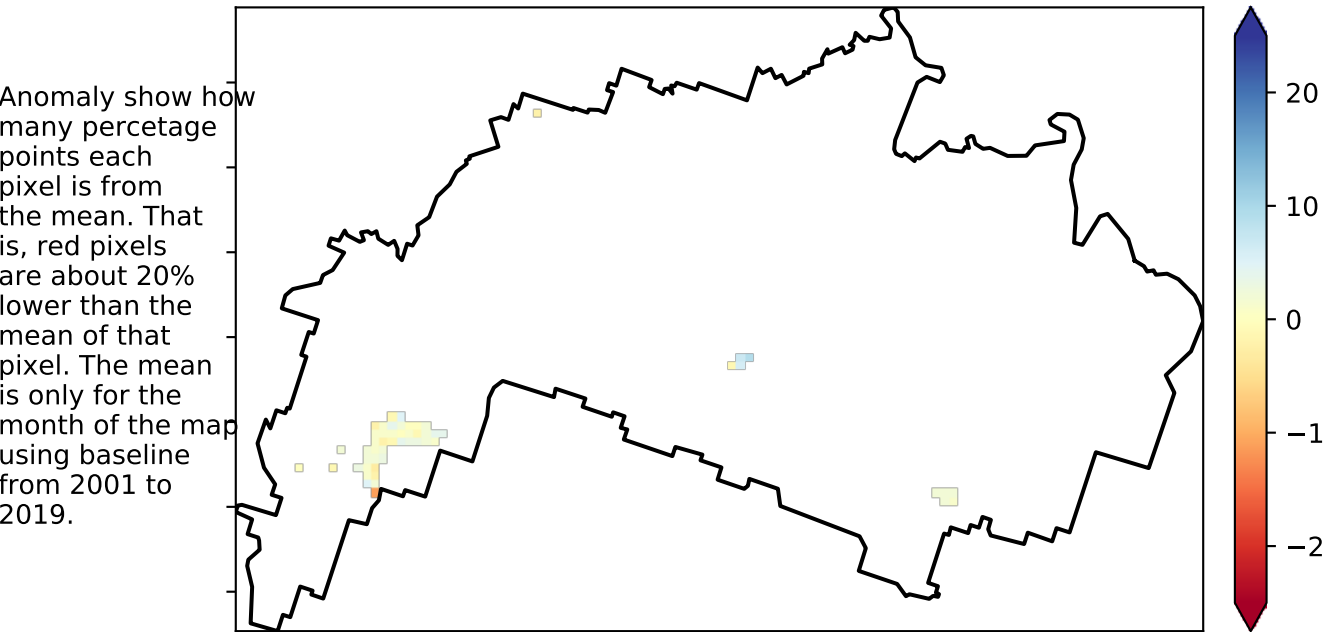 Anomaly show how
many percetage
points each
pixel is from
the mean. That
is, red pixels
are about 20%
lower than the
mean of that
pixel. The mean
is only for the
month of the map
using baseline
from 2001 to
2019.
20
10
0
−1
−2